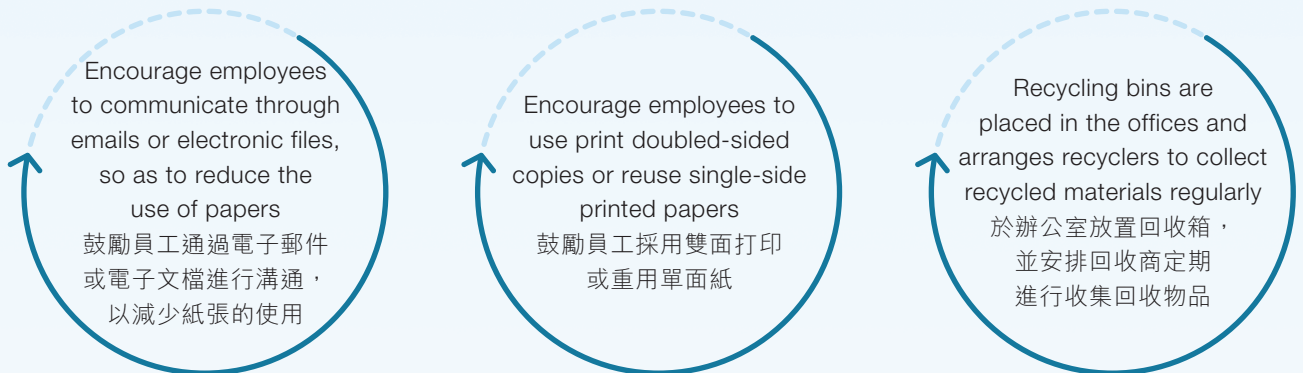 Encourage employees
to communicate through
emails or electronic files,
so as to reduce the
use of papers
鼓勵員工通過電子郵件
或電子文檔進行溝通，
以減少紙張的使用
Encourage employees to
use print doubled-sided
copies or reuse single-side
printed papers
鼓勵員工採用雙面打印
或重用單面紙
Recycling bins are
placed in the offices and
arranges recyclers to collect
recycled materials regularly
於辦公室放置回收箱，
並安排回收商定期
進行收集回收物品